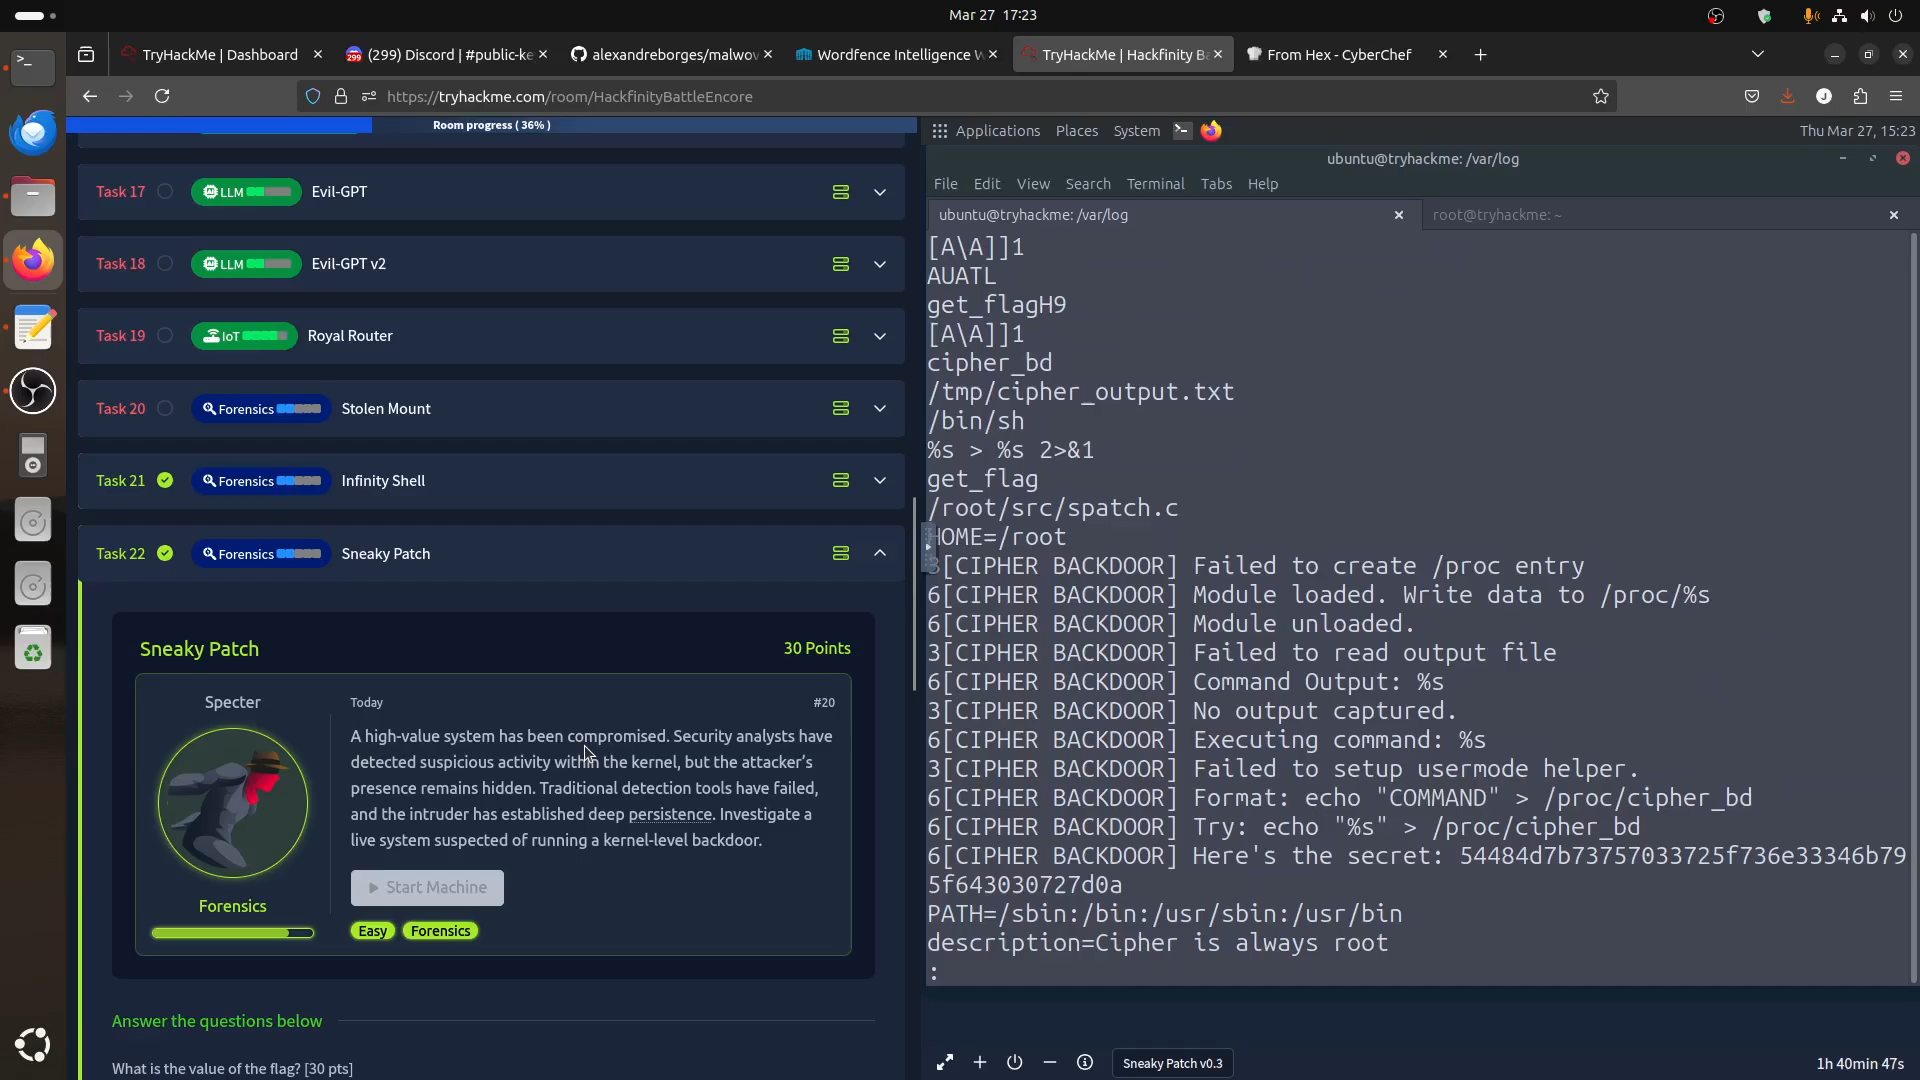 Mar 27 17:23
TryHackMe | Dashboard
(299) Discord | #public-ke
alexandreborges/malwov
Wordfence Intelligence W
TryHackMe | Hackfinity Ba
From Hex - CyberChef
https://tryhackme.com/room/HackfinityBattleEncore
Room progress ( 36% )
Task 17
LLM
Evil-GPT
Task 18
LLM
Evil-GPT v2
Task 19
IoT
Royal Router
Task 20
Forensics
Stolen Mount
Task 21
Forensics
Infinity Shell
Task 22
Forensics
Sneaky Patch
Sneaky Patch
30 Points
Specter
Today
#20
A high-value system has been compromised. Security analysts have
detected suspicious activity within the kernel, but the attacker's
presence remains hidden. Traditional detection tools have failed,
and the intruder has established deep persistence. Investigate a
live system suspected of running a kernel-level backdoor.
Start Machine
Forensics
Easy
Forensics
Answer the questions below
What is the value of the flag? [30 pts]
Applications Places System
Thu Mar 27, 15:23
ubuntu@tryhackme: /var/log
File Edit View Search Terminal Tabs Help
ubuntu@tryhackme: /var/log
root@tryhackme: ~
[A\A]]1
AUATL
get_flagH9
[A\A]]1
cipher_bd
/tmp/cipher_output.txt
/bin/sh
%s > %s 2>&1
get_flag
/root/src/spatch.c
HOME=/root
3[CIPHER BACKDOOR] Failed to create /proc entry
6[CIPHER BACKDOOR] Module loaded. Write data to /proc/%s
6[CIPHER BACKDOOR] Module unloaded.
3[CIPHER BACKDOOR] Failed to read output file
6[CIPHER BACKDOOR] Command Output: %s
3[CIPHER BACKDOOR] No output captured.
6[CIPHER BACKDOOR] Executing command: %s
3[CIPHER BACKDOOR] Failed to setup usermode helper.
6[CIPHER BACKDOOR] Format: echo "COMMAND" > /proc/cipher_bd
6[CIPHER BACKDOOR] Try: echo "%s" > /proc/cipher_bd
6[CIPHER BACKDOOR] Here's the secret: 54484d7b73757033725f736e33346b79
5f643030727d0a
PATH=/sbin:/bin:/usr/sbin:/usr/bin
description=Cipher is always root
:
Sneaky Patch v0.3
1h 40min 47s